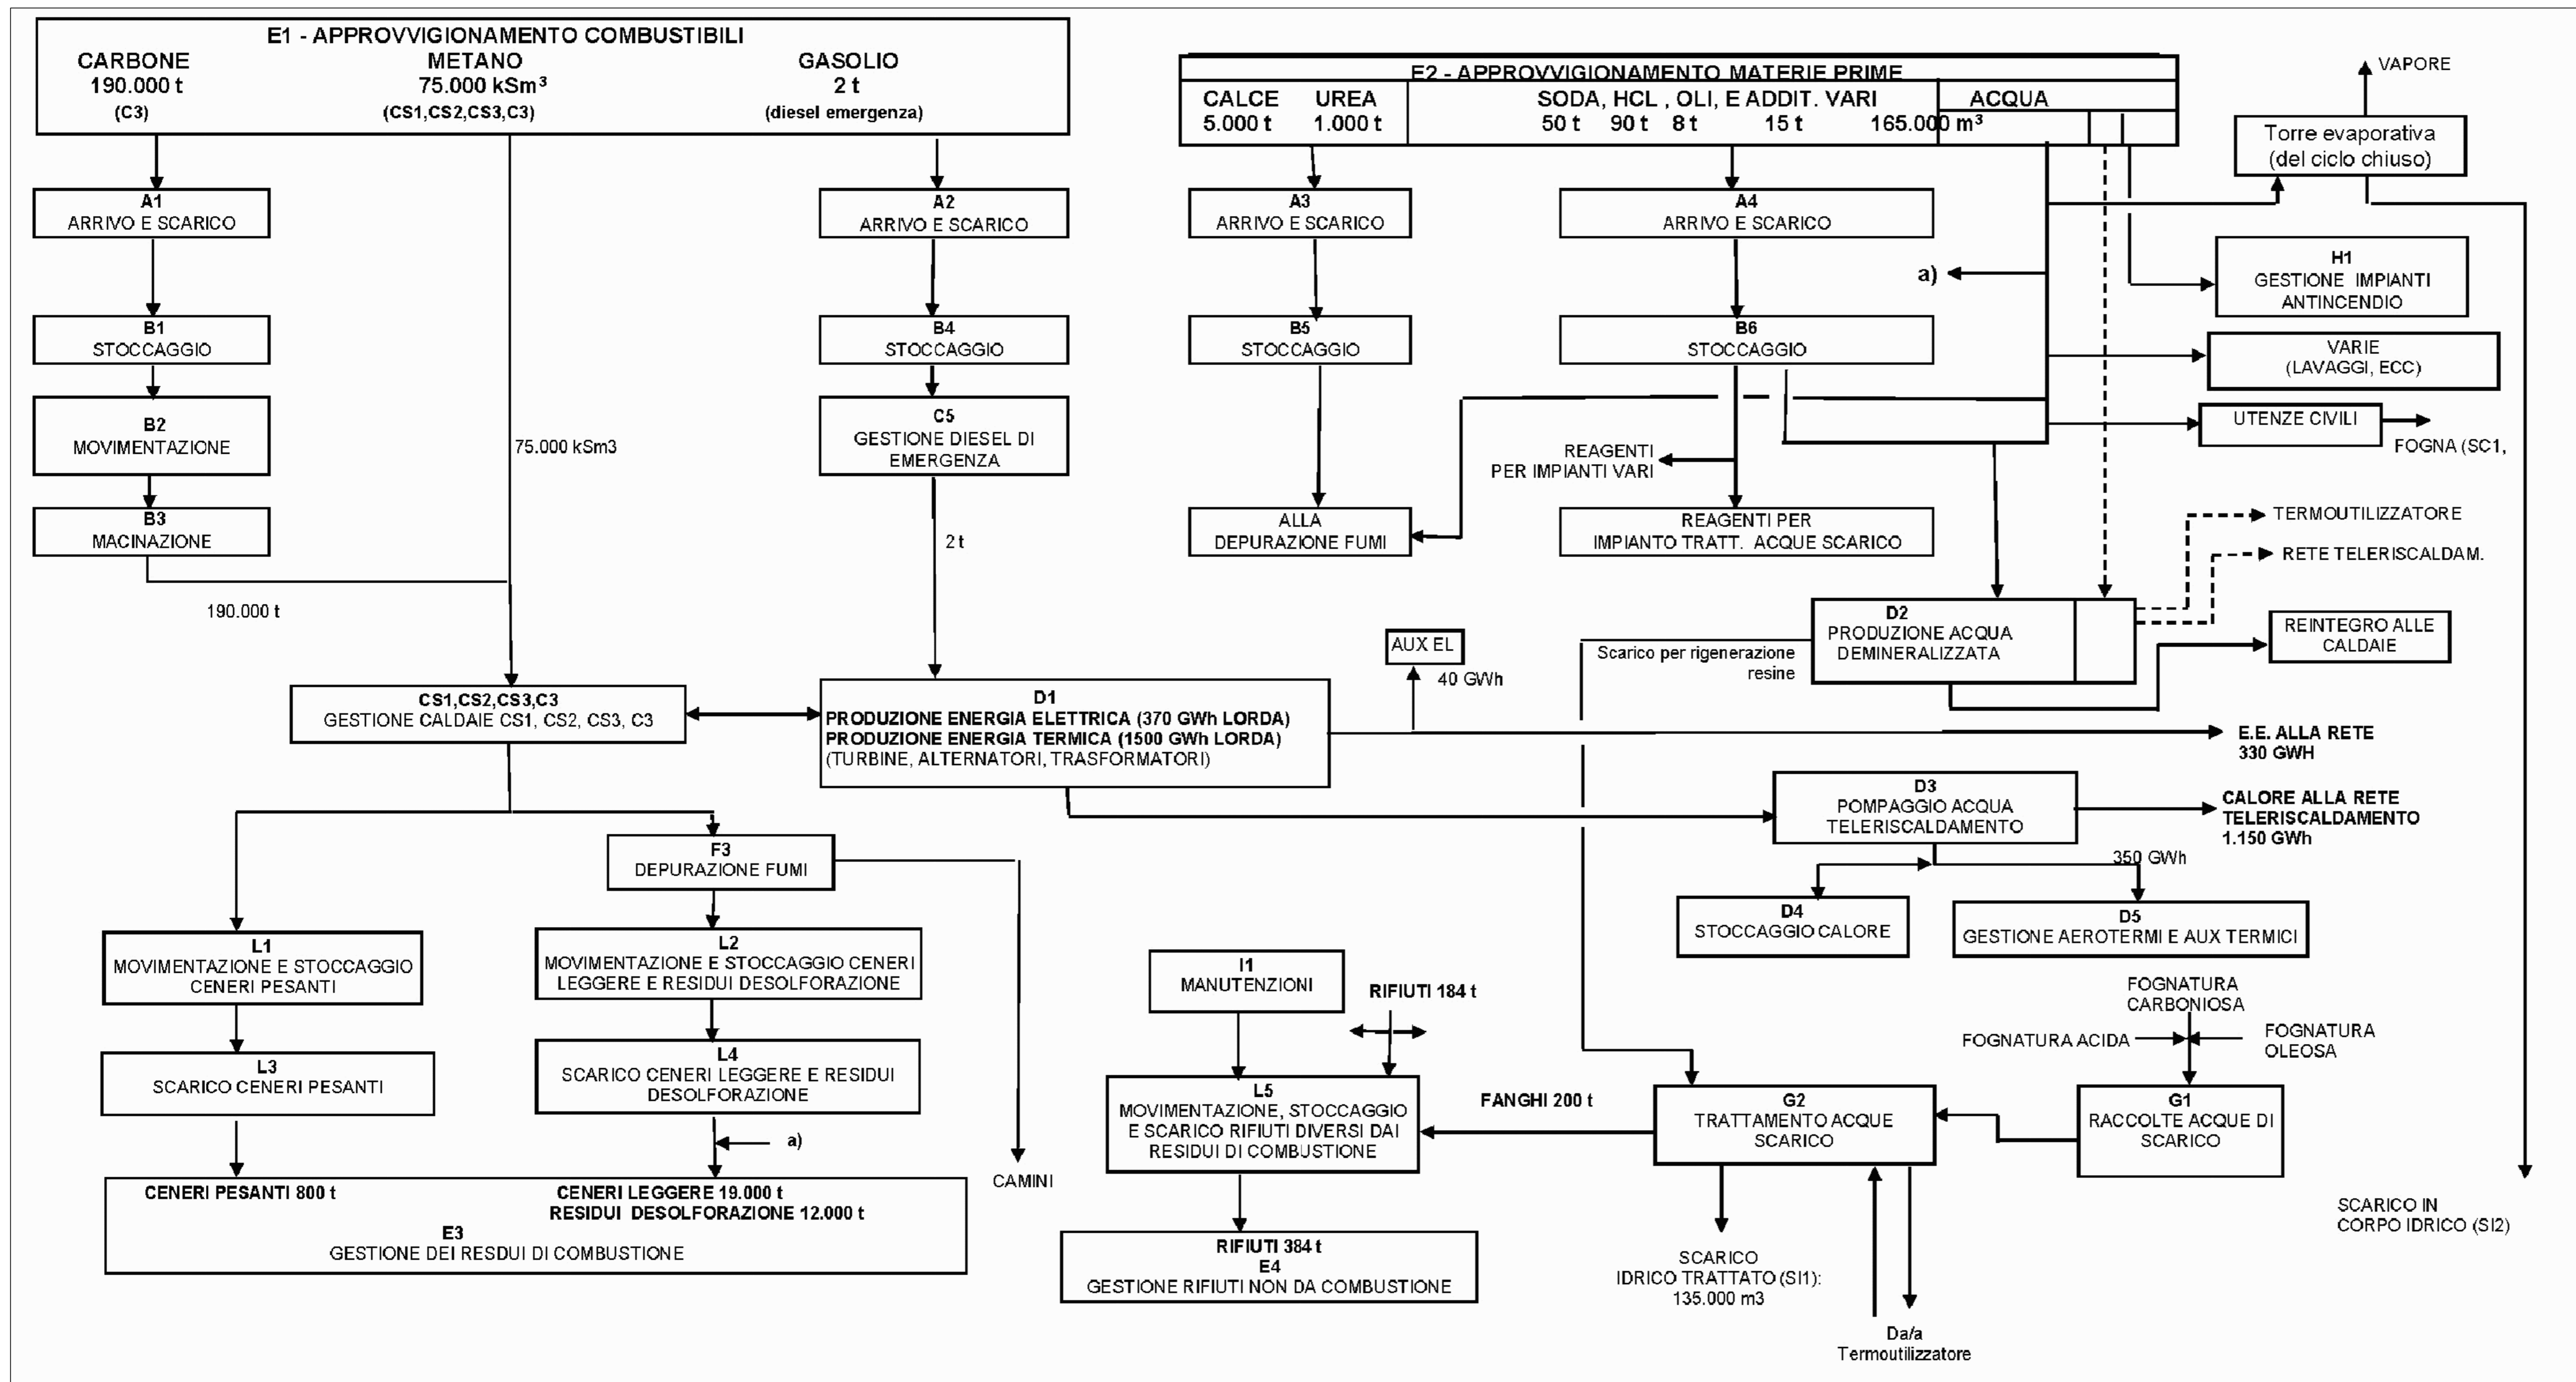 E1 - APPROVVIGIONAMENTO COMBUSTIBILI
CARBONE METANO GASOLIO
190.000 t 75.000 kSm³ 2 t
(C3) (CS1,CS2,CS3,C3) (diesel emergenza)
E2 - APPROVVIGIONAMENTO MATERIE PRIME
CALCE UREA SODA, HCL , OLI, E ADDIT. VARI ACQUA
5.000 t 1.000 t 50 t 90 t 8 t 15 t 165.000 m³
VAPORE
Torre evaporativa
(del ciclo chiuso)
A1
ARRIVO E SCARICO
A2
ARRIVO E SCARICO
A3
ARRIVO E SCARICO
A4
ARRIVO E SCARICO
a)
H1
GESTIONE IMPIANTI
ANTINCENDIO
B1
STOCCAGGIO
B4
STOCCAGGIO
B5
STOCCAGGIO
B6
STOCCAGGIO
VARIE
(LAVAGGI, ECC)
B2
MOVIMENTAZIONE
75.000 kSm3
C5
GESTIONE DIESEL DI
EMERGENZA
REAGENTI
PER IMPIANTI VARI
UTENZE CIVILI
FOGNA (SC1,
B3
MACINAZIONE
190.000 t
2 t
ALLA
DEPURAZIONE FUMI
REAGENTI PER
IMPIANTO TRATT. ACQUE SCARICO
TERMOUTILIZZATORE
RETE TELERISCALDAM.
D2
PRODUZIONE ACQUA
DEMINERALIZZATA
Scarico per rigenerazione
resine
REINTEGRO ALLE
CALDAIE
AUX EL
40 GWh
CS1,CS2,CS3,C3
GESTIONE CALDAIE CS1, CS2, CS3, C3
D1
PRODUZIONE ENERGIA ELETTRICA (370 GWh LORDA)
PRODUZIONE ENERGIA TERMICA (1500 GWh LORDA)
(TURBINE, ALTERNATORI, TRASFORMATORI)
E.E. ALLA RETE
330 GWH
D3
POMPAGGIO ACQUA
TELERISCALDAMENTO
CALORE ALLA RETE
TELERISCALDAMENTO
1.150 GWh
350 GWh
F3
DEPURAZIONE FUMI
D4
STOCCAGGIO CALORE
D5
GESTIONE AEROTERMI E AUX TERMICI
L1
MOVIMENTAZIONE E STOCCAGGIO
CENERI PESANTI
L2
MOVIMENTAZIONE E STOCCAGGIO CENERI
LEGGERE E RESIDUI DESOLFORAZIONE
I1
MANUTENZIONI
RIFIUTI 184 t
FOGNATURA
CARBONIOSA
FOGNATURA ACIDA
FOGNATURA
OLEOSA
L3
SCARICO CENERI PESANTI
L4
SCARICO CENERI LEGGERE E RESIDUI
DESOLFORAZIONE
a)
L5
MOVIMENTAZIONE, STOCCAGGIO
E SCARICO RIFIUTI DIVERSI DAI
RESIDUI DI COMBUSTIONE
FANGHI 200 t
G2
TRATTAMENTO ACQUE
SCARICO
G1
RACCOLTE ACQUE DI
SCARICO
CAMINI
CENERI PESANTI 800 t
CENERI LEGGERE 19.000 t
RESIDUI DESOLFORAZIONE 12.000 t
E3
GESTIONE DEI RESDUI DI COMBUSTIONE
RIFIUTI 384 t
E4
GESTIONE RIFIUTI NON DA COMBUSTIONE
SCARICO
IDRICO TRATTATO (SI1):
135.000 m3
SCARICO IN
CORPO IDRICO (SI2)
Da/a
Termoutilizzatore